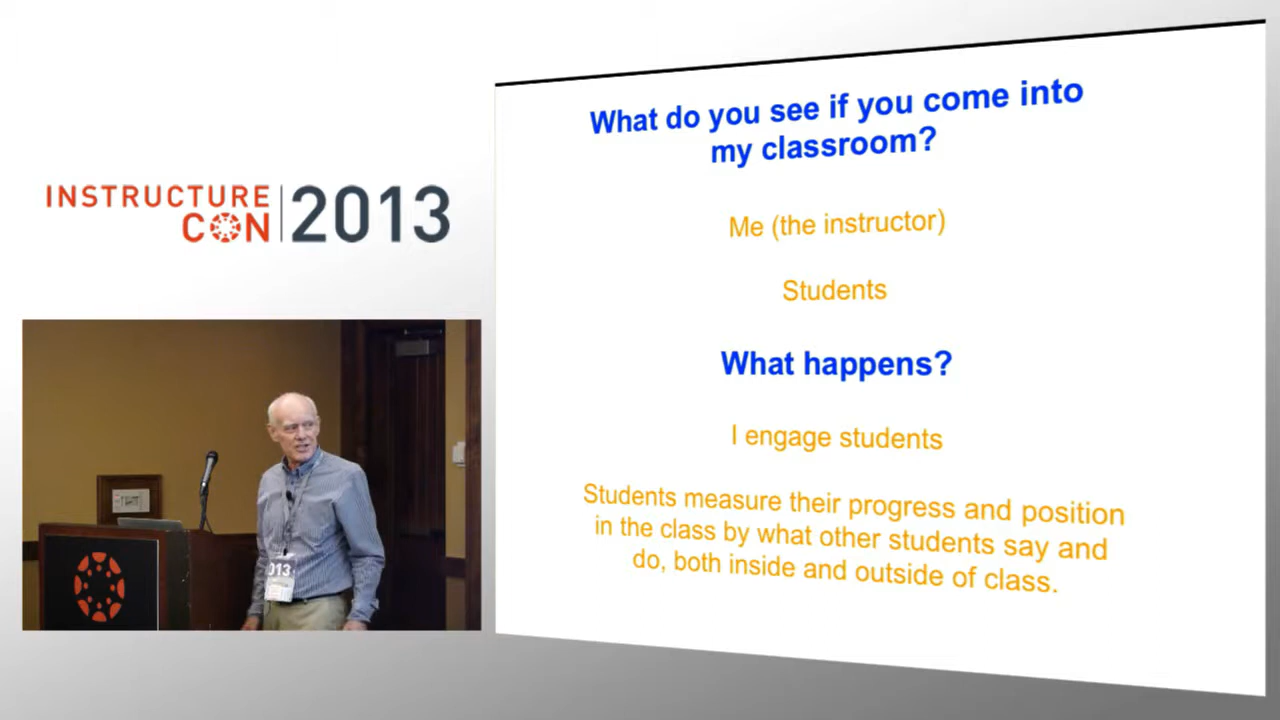 INSTRUCTURE
CON
2013
What do you see if you come into
my classroom?
Me (the instructor)
Students
What happens?
I engage students
Students measure their progress and position
in the class by what other students say and
do, both inside and outside of class.
013